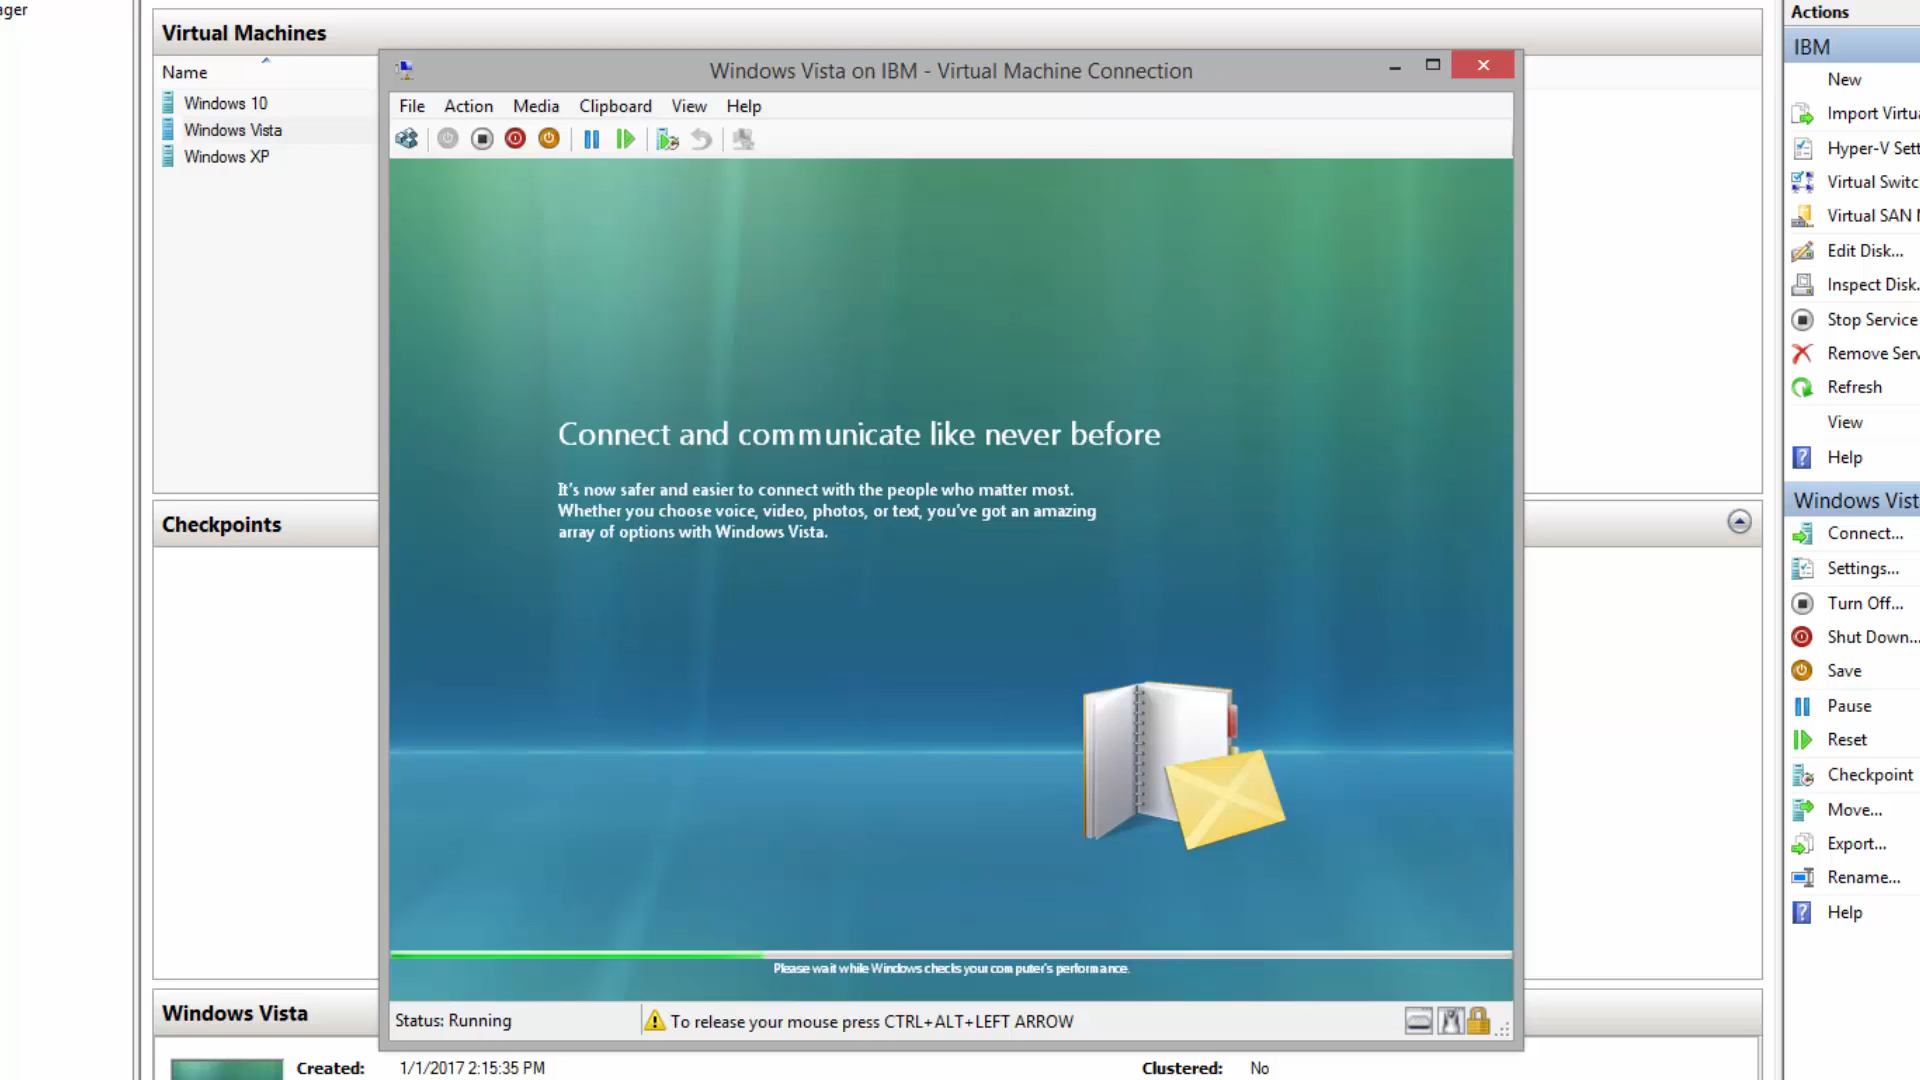 ager
Virtual Machines
Name
Windows 10
Windows Vista
Windows XP
Checkpoints
Windows Vista
Created: 1/1/2017 2:15:35 PM
Clustered: No
Windows Vista on IBM - Virtual Machine Connection
File Action Media Clipboard View Help
Connect and communicate like never before
It's now safer and easier to connect with the people who matter most.
Whether you choose voice, video, photos, or text, you've got an amazing
array of options with Windows Vista.
Please wait while Windows checks your computer's performance.
Status: Running
To release your mouse press CTRL+ALT+LEFT ARROW
Actions
IBM
New
Import Virtua
Hyper-V Sett
Virtual Switc
Virtual SAN M
Edit Disk...
Inspect Disk.
Stop Service
Remove Serv
Refresh
View
Help
Windows Vist
Connect...
Settings...
Turn Off...
Shut Down...
Save
Pause
Reset
Checkpoint
Move...
Export...
Rename...
Help